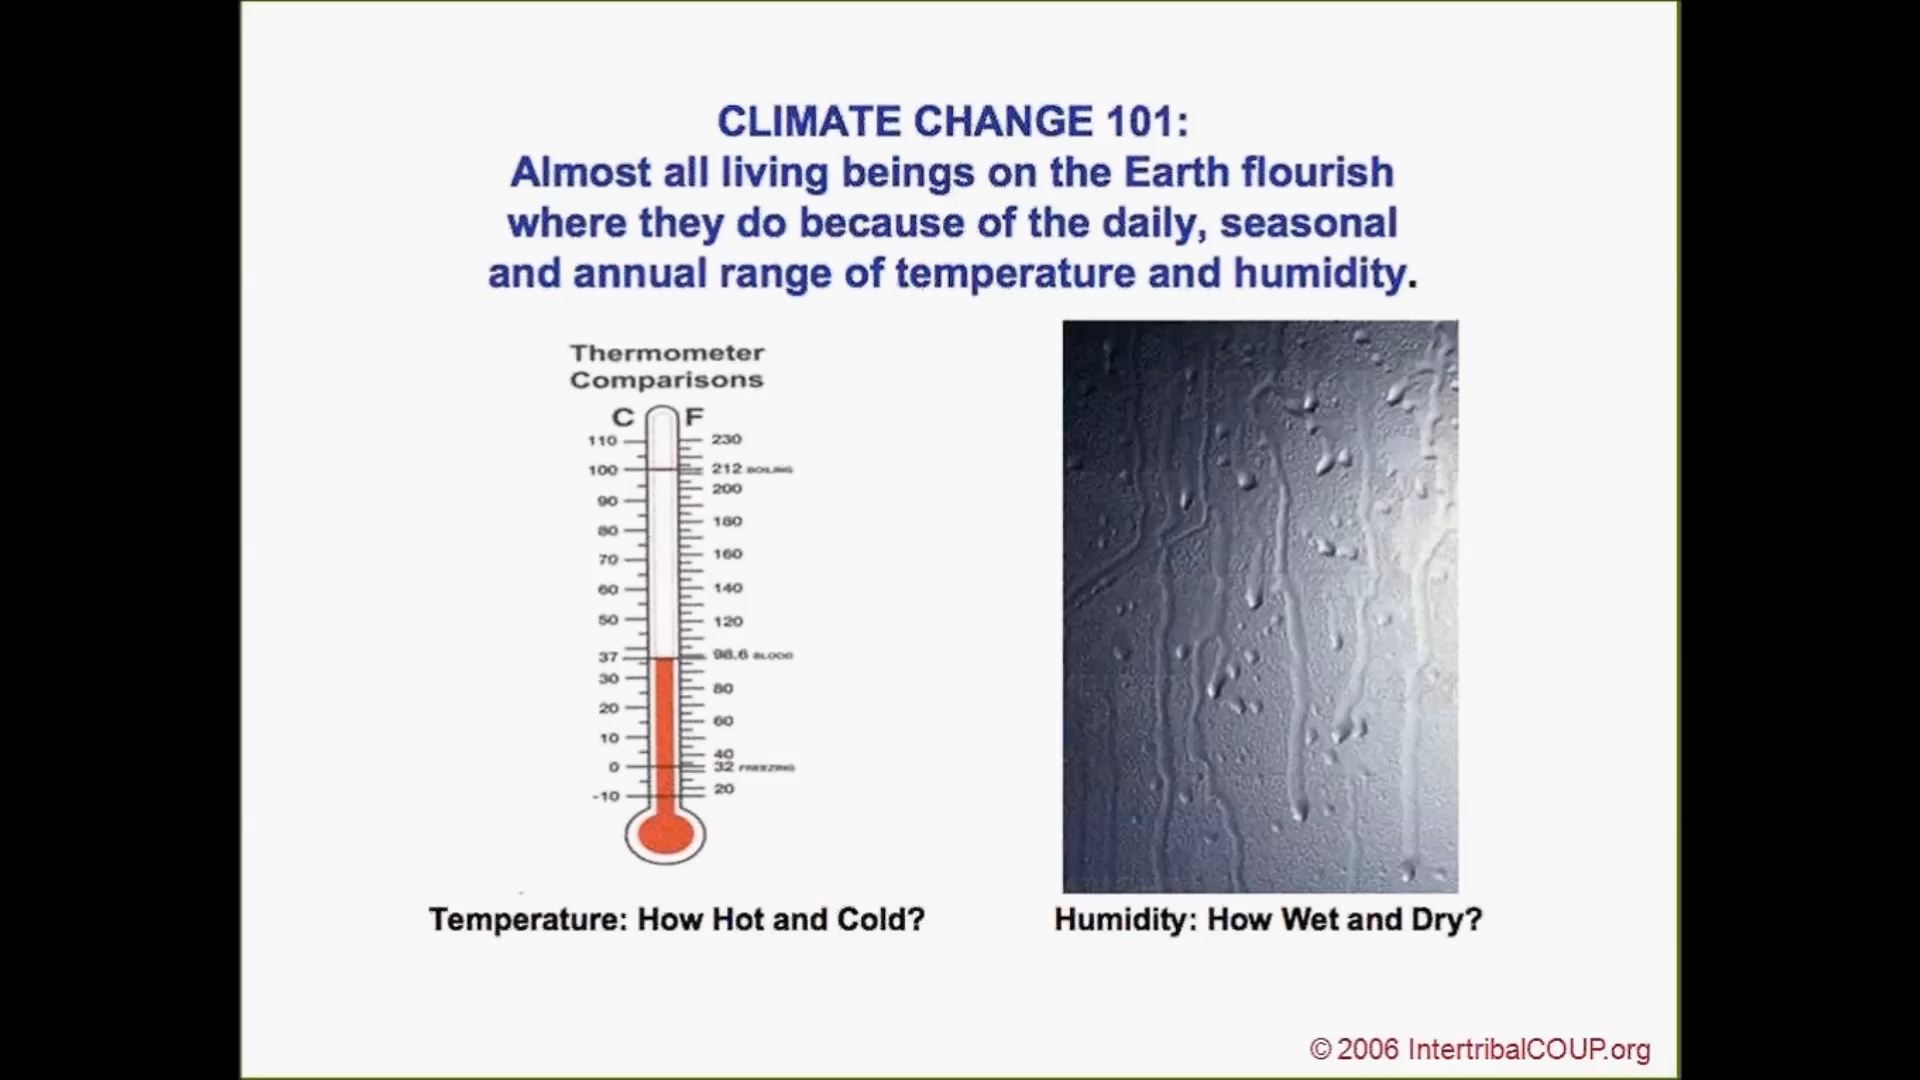 CLIMATE CHANGE 101:
Almost all living beings on the Earth flourish
where they do because of the daily, seasonal
and annual range of temperature and humidity.
Thermometer
Comparisons
C F
110 230
100 212 BOILING
90 200
80 180
70 160
60 140
50 120
37 98.6 BLOOD
30 80
20 60
10 40
0 32 FREEZING
-10 20
Temperature: How Hot and Cold?
Humidity: How Wet and Dry?
© 2006 IntertribalCOUP.org